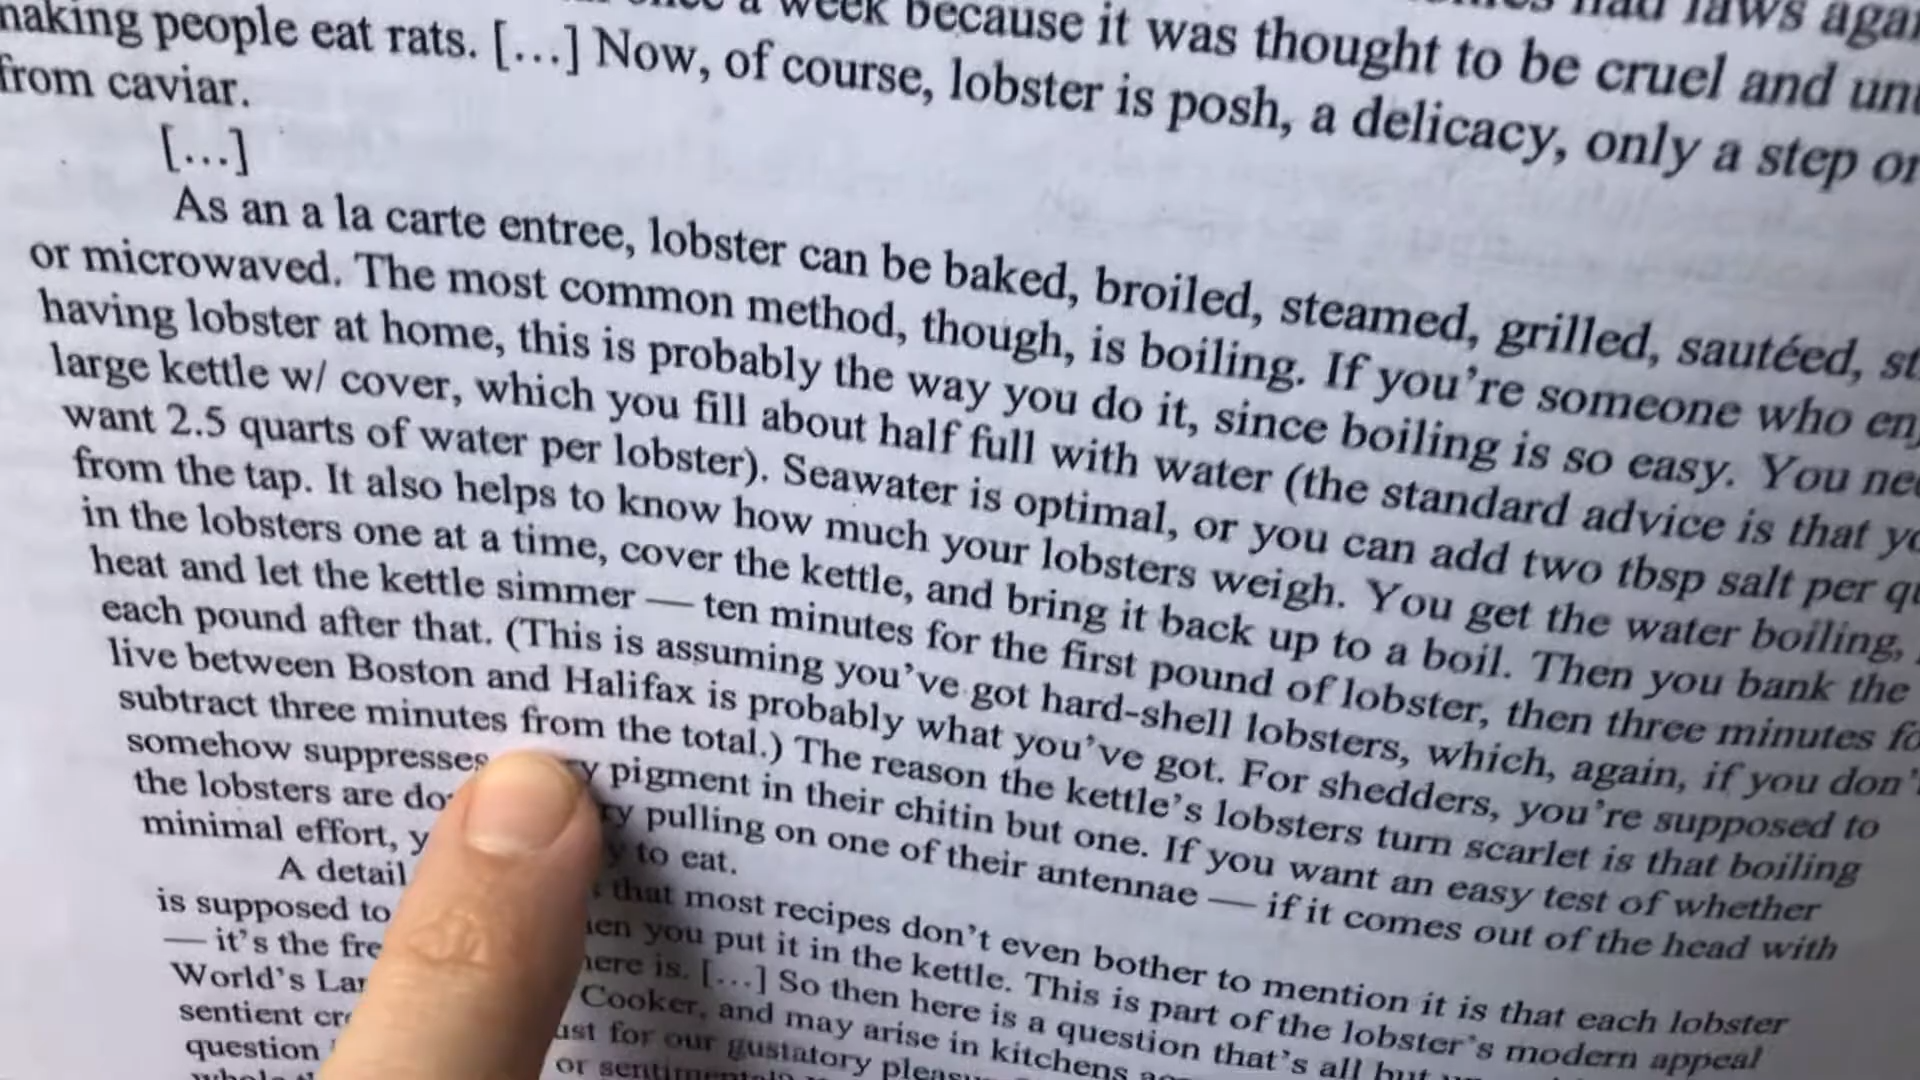 a week because it was thought to be cruel and
making people eat rats. [...] Now, of course, lobster is posh, a delicacy, only a step
from caviar.
[...]
As an a la carte entree, lobster can be baked, broiled, steamed, grilled, sautéed,
or microwaved. The most common method, though, is boiling. If you're someone who
having lobster at home, this is probably the way you do it, since boiling is so easy. You
large kettle w/ cover, which you fill about half full with water (the standard advice is that
want 2.5 quarts of water per lobster). Seawater is optimal, or you can add two tbsp salt per
from the tap. It also helps to know how much your lobsters weigh. You get the water boiling,
in the lobsters one at a time, cover the kettle, and bring it back up to a boil. Then you bank the
heat and let the kettle simmer — ten minutes for the first pound of lobster, then three minutes
each pound after that. (This is assuming you've got hard-shell lobsters, which, again, if you don't
live between Boston and Halifax is probably what you've got. For shedders, you're supposed to
subtract three minutes from the total.) The reason the kettle's lobsters turn scarlet is that boiling
somehow suppresses pigment in their chitin but one. If you want an easy test of whether
the lobsters are pulling on one of their antennae — if it comes out of the head with
minimal effort, to eat.
A detail that most recipes don't even bother to mention it is that each lobster
is supposed to you put it in the kettle. This is part of the lobster's modern appeal
— it's the here is. [...] So then here is a question that's all but
World's Cooker, and may arise in kitchens
sentient for our gustatory
question or